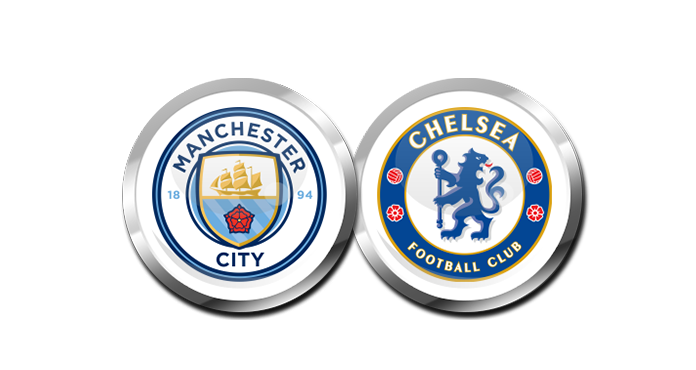 MANCHESTER
18 94
CITY
CHELSEA
FOOTBALL CLUB